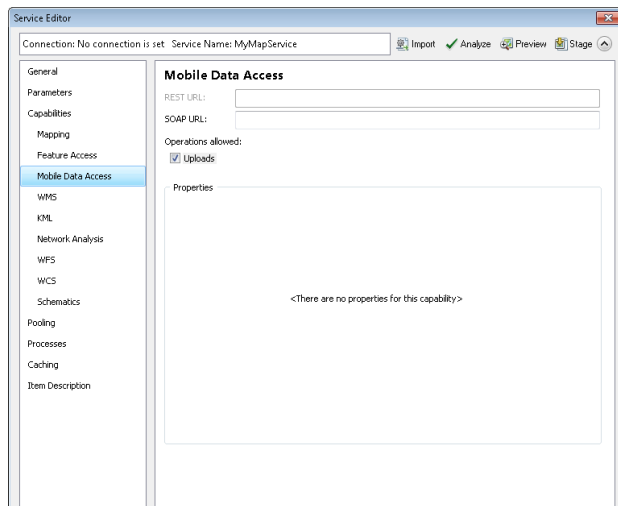 Service Editor
Connection: No connection is set   Service Name: MyMapService
Import
Analyze
Preview
Stage
General
Parameters
Capabilities
Mapping
Feature Access
Mobile Data Access
WMS
KML
Network Analysis
WFS
WCS
Schematics
Pooling
Processes
Caching
Item Description
Mobile Data Access
REST URL:
SOAP URL:
Operations allowed:
Uploads
Properties
<There are no properties for this capability>